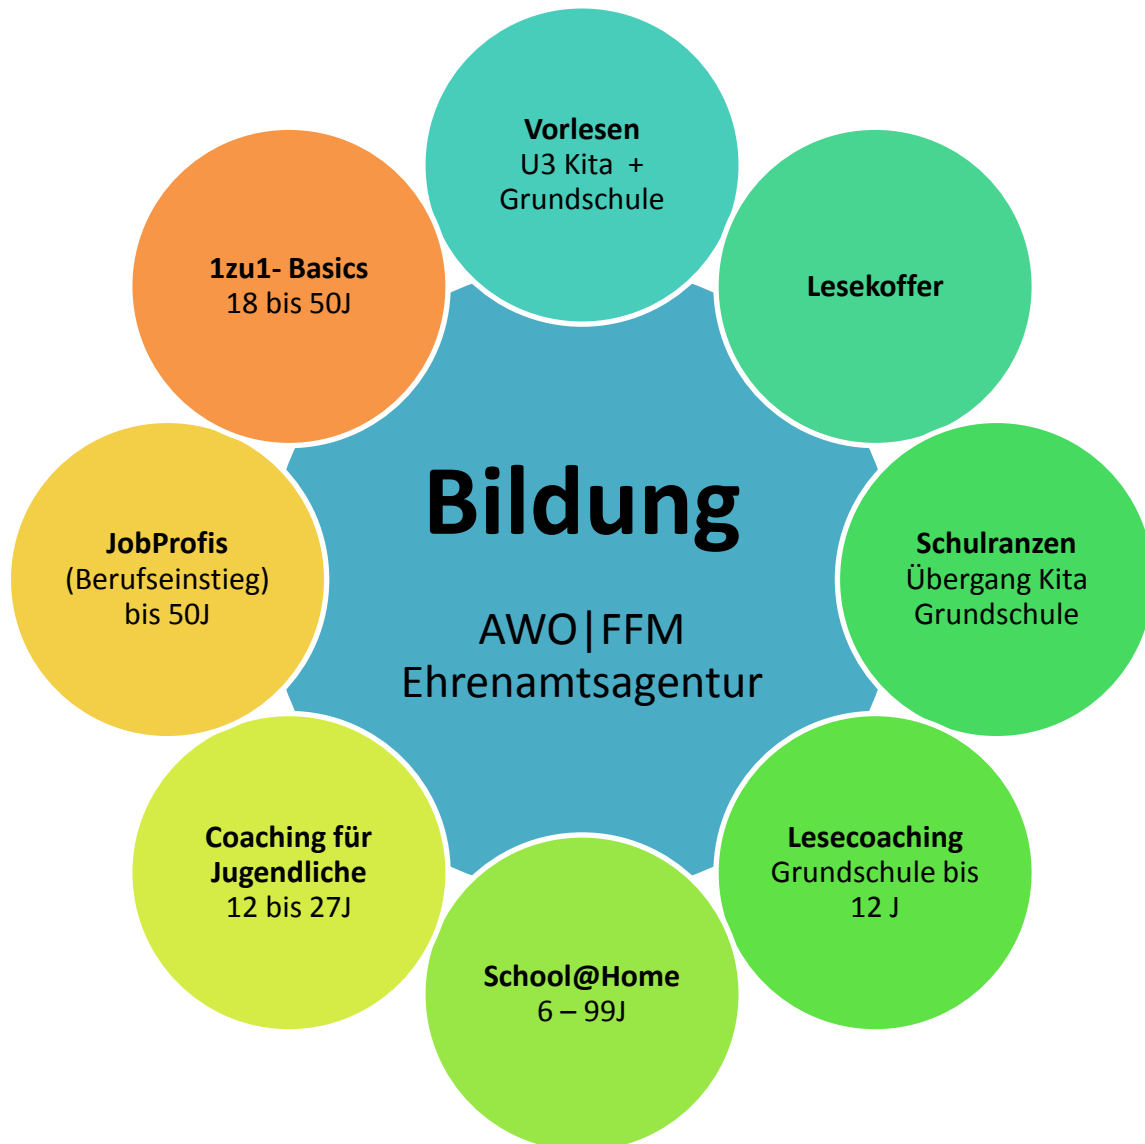 Vorlesen
U3 Kita  +
Grundschule
Lesekoffer
Schulranzen
Übergang Kita
Grundschule
Lesecoaching
Grundschule bis
12 J
School@Home
6 – 99J
Coaching für
Jugendliche
12 bis 27J
JobProfis
(Berufseinstieg)
bis 50J
1zu1- Basics
18 bis 50J
Bildung
AWO|FFM
Ehrenamtsagentur